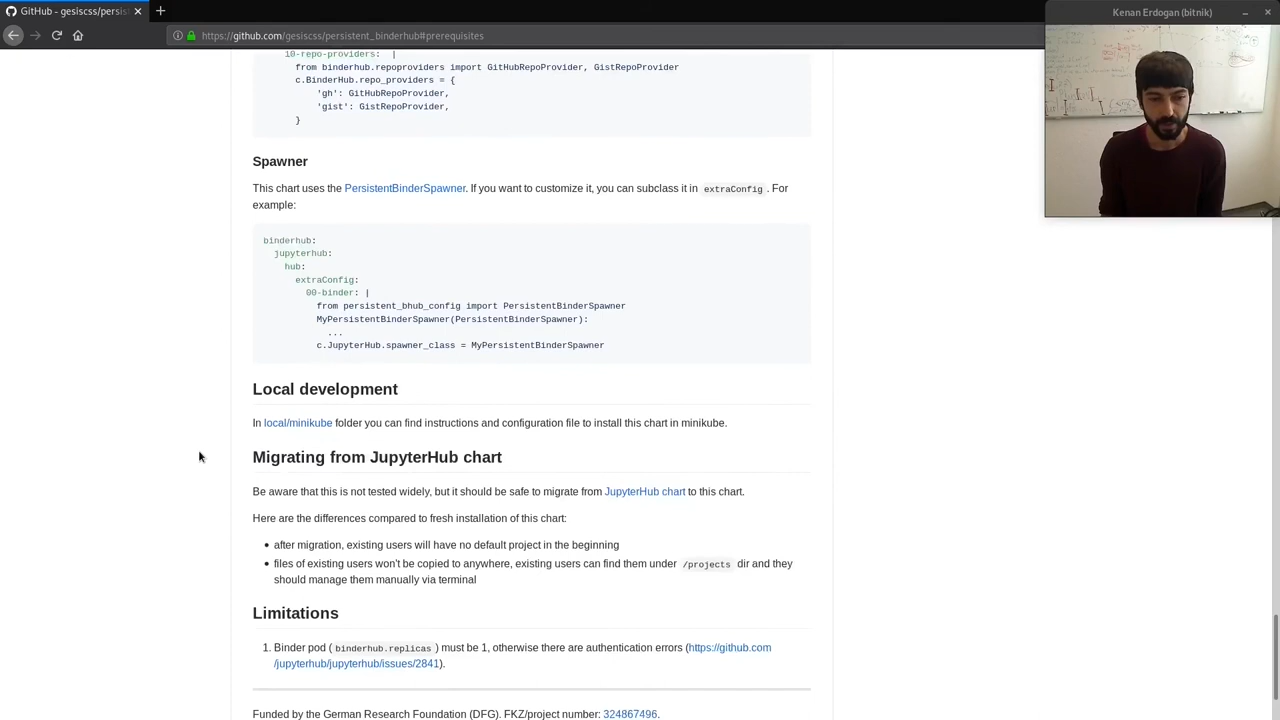 GitHub - gesiscss/persist
Kenan Erdogan (bitnik)
https://github.com/gesiscss/persistent_binderhub#prerequisites
10-repo-providers: |
from binderhub.repoproviders import GitHubRepoProvider, GistRepoProvider
c.BinderHub.repo_providers = {
'gh': GitHubRepoProvider,
'gist': GistRepoProvider,
}
Spawner
This chart uses the PersistentBinderSpawner. If you want to customize it, you can subclass it in extraConfig. For
example:
binderhub:
jupyterhub:
hub:
extraConfig:
00-binder: |
from persistent_bhub_config import PersistentBinderSpawner
MyPersistentBinderSpawner(PersistentBinderSpawner):
...
c.JupyterHub.spawner_class = MyPersistentBinderSpawner
Local development
In local/minikube folder you can find instructions and configuration file to install this chart in minikube.
Migrating from JupyterHub chart
Be aware that this is not tested widely, but it should be safe to migrate from JupyterHub chart to this chart.
Here are the differences compared to fresh installation of this chart:
• after migration, existing users will have no default project in the beginning
• files of existing users won't be copied to anywhere, existing users can find them under /projects dir and they
should manage them manually via terminal
Limitations
1. Binder pod ( binderhub.replicas ) must be 1, otherwise there are authentication errors (https://github.com
/jupyterhub/jupyterhub/issues/2841).
Funded by the German Research Foundation (DFG). FKZ/project number: 324867496.